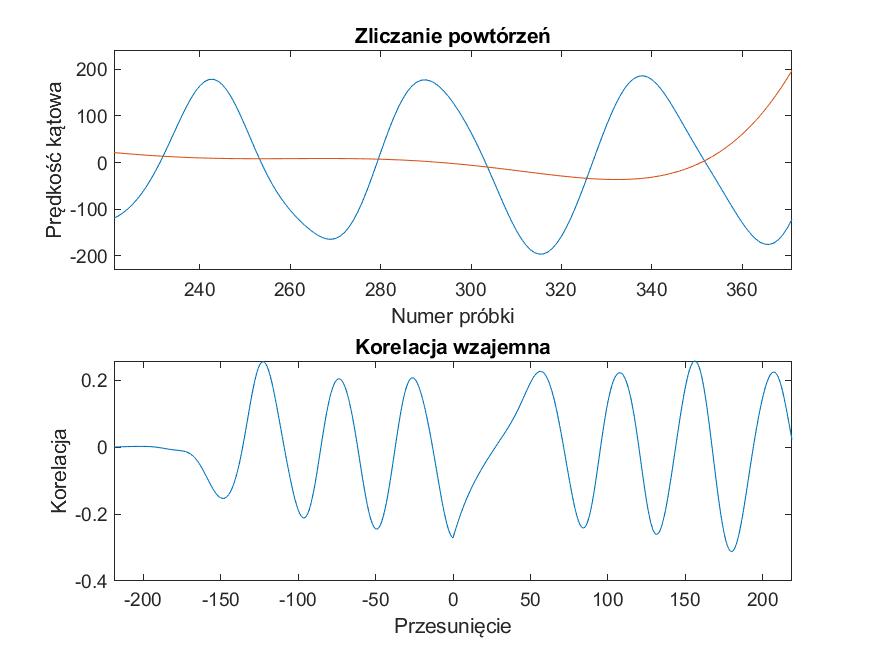 Zliczanie powtórzeń
Prędkość kątowa
200
100
0
-100
-200
240 260 280 300 320 340 360
Numer próbki
Korelacja wzajemna
Korelacja
0.2
0
-0.2
-0.4
-200 -150 -100 -50 0 50 100 150 200
Przesunięcie